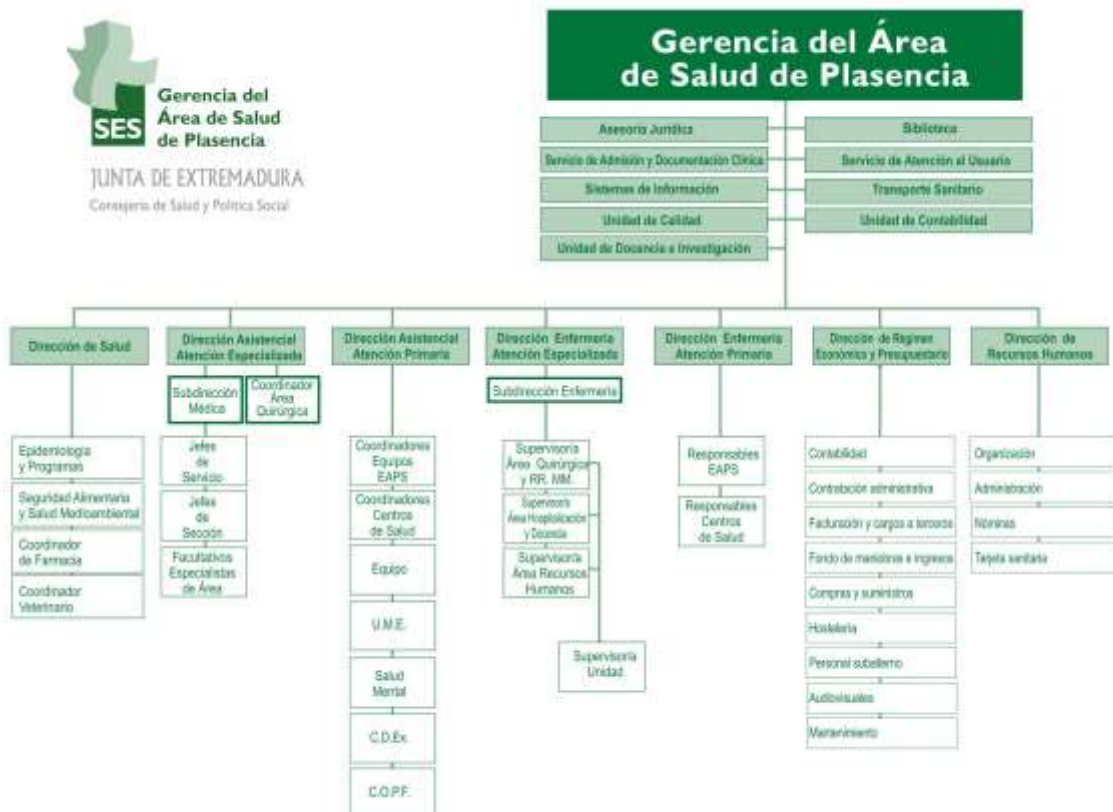 SES
Gerencia del
Área de Salud
de Plasencia
JUNTA DE EXTREMADURA
Consejería de Salud y Política Social
Gerencia del Área
de Salud de Plasencia
Asesoría Jurídica
Biblioteca
Servicio de Admisión y Documentación Clínica
Servicio de Atención al Usuario
Sistemas de Información
Transporte Sanitario
Unidad de Calidad
Unidad de Contabilidad
Unidad de Docencia e Investigación
Dirección de Salud
Dirección Asistencial
Atención Especializada
Dirección Asistencial
Atención Primaria
Dirección Enfermería
Atención Especializada
Dirección Enfermería
Atención Primaria
Dirección de Régimen
Económico y Presupuestario
Dirección de
Recursos Humanos
Subdirección
Médica
Coordinador
Área
Quirúrgica
Subdirección Enfermería
Epidemiología
y Programas
Seguridad Alimentaria
y Salud Medioambiental
Coordinador
de Farmacia
Coordinador
Veterinario
Jefes
de
Servicio
Jefes
de
Sección
Facultativos
Especialistas
de Área
Coordinadores
Equipos
EAPS
Coordinadores
Centros
de Salud
Equipo
U.M.E.
Salud
Mental
C.D.Ex.
C.O.P.F.
Supervisor/a
Área Quirúrgica
y RR. MM.
Supervisor/a
Área Hospitalización
y Docencia
Supervisor/a
Área Recursos
Humanos
Supervisor/a
Unidad
Responsables
EAPS
Responsables
Centros
de Salud
Contabilidad
Contratación administrativa
Facturación y cargos a terceros
Fondo de maniobras e ingresos
Compras y suministros
Hostelería
Personal subalterno
Audiovisuales
Mantenimiento
Organización
Administración
Nóminas
Tarjeta sanitaria